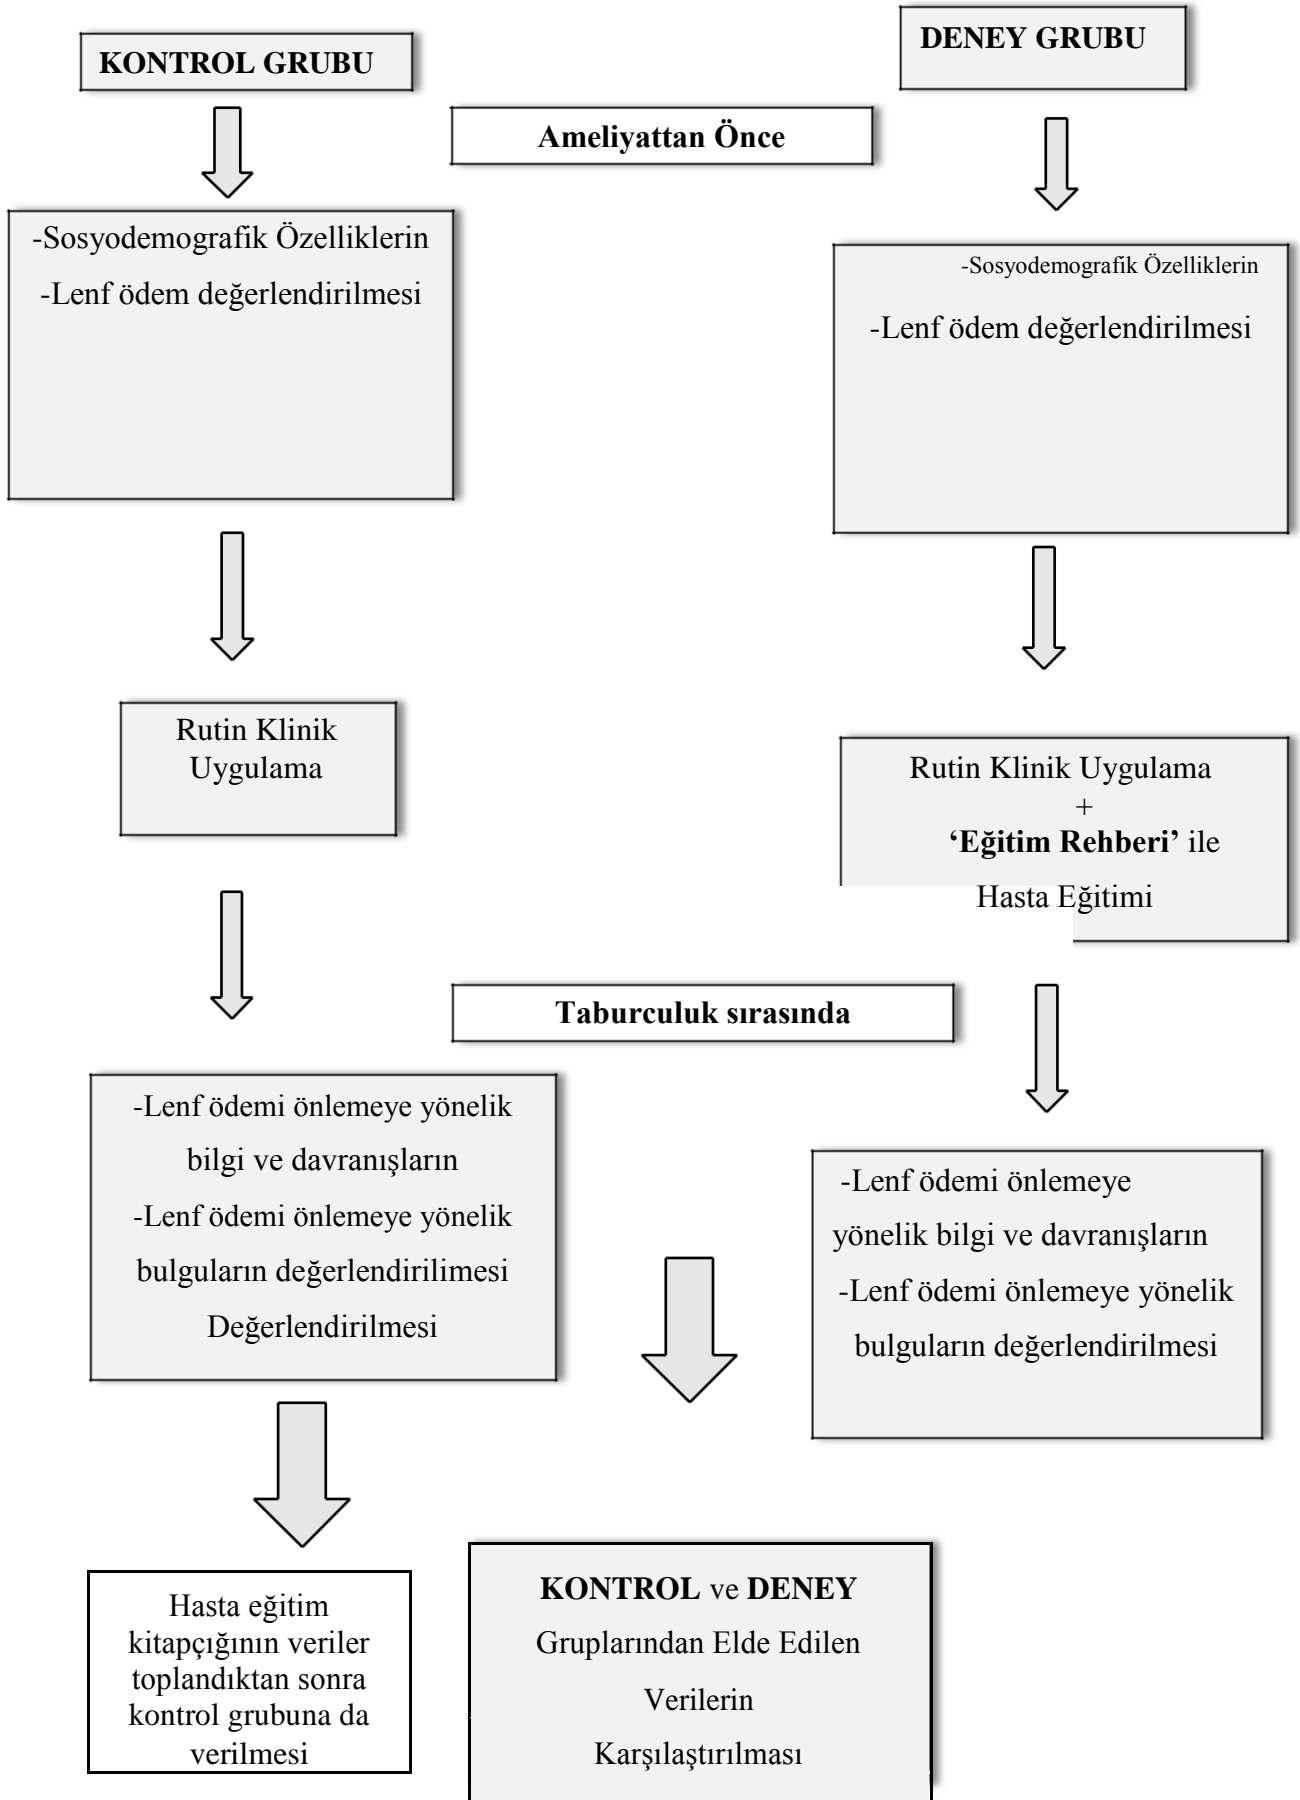 KONTROL GRUBU
DENEY GRUBU
Ameliyattan Önce
-Sosyodemografik Özelliklerin
-Lenf ödem değerlendirilmesi
-Sosyodemografik Özelliklerin
-Lenf ödem değerlendirilmesi
Rutin Klinik
Uygulama
Rutin Klinik Uygulama
+
‘Eğitim Rehberi’ ile
Hasta Eğitimi
Taburculuk sırasında
-Lenf ödemi önlemeye yönelik
bilgi ve davranışların
-Lenf ödemi önlemeye yönelik
bulguların değerlendirilimesi
Değerlendirilmesi
-Lenf ödemi önlemeye
yönelik bilgi ve davranışların
-Lenf ödemi önlemeye yönelik
bulguların değerlendirilmesi
Hasta eğitim
kitapçığının veriler
toplandıktan sonra
kontrol grubuna da
verilmesi
KONTROL ve DENEY
Gruplarından Elde Edilen
Verilerin
Karşılaştırılması